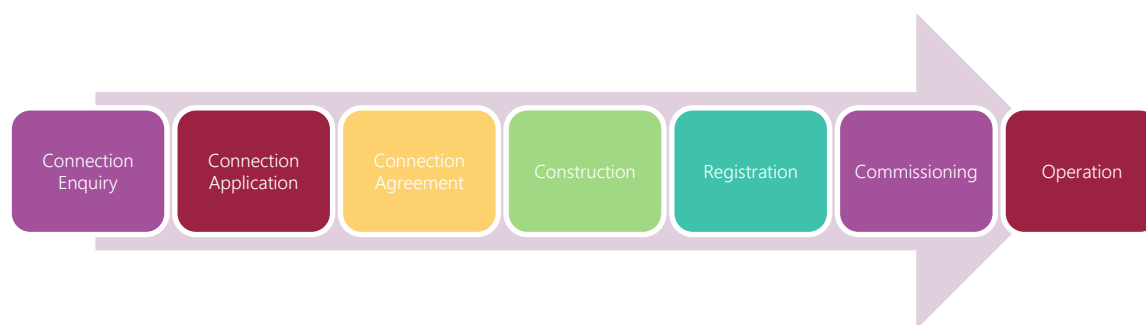 Connection
Enquiry
Connection
Application
Connection
Agreement
Construction
Registration
Commissioning
Operation